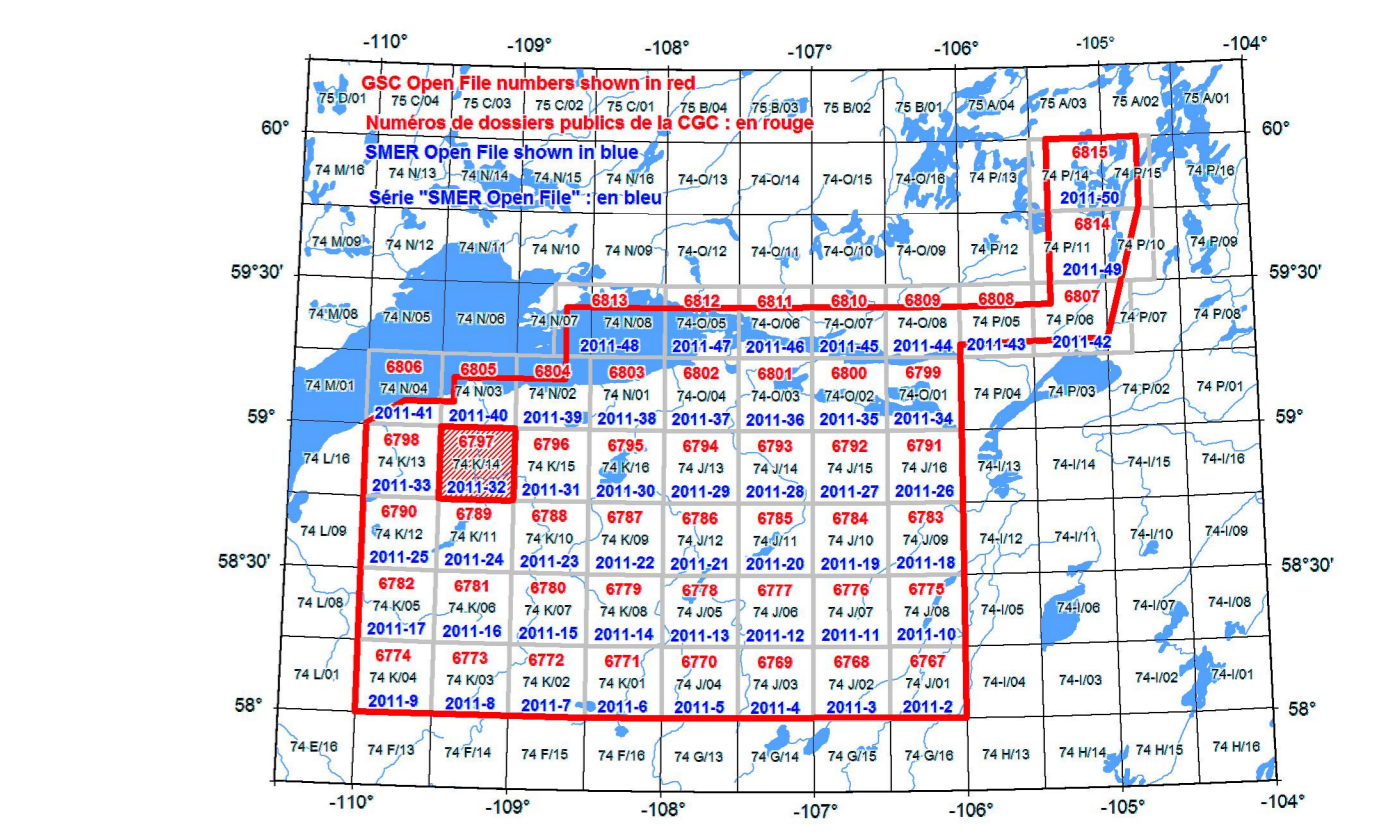 -110° -109° -108° -107° -106° -105° -104°
GSC Open File numbers shown in red
75 D/01 75 C/04 75 C/03 75 C/02 75 C/01 75 B/04 75 B/03 75 B/02 75 B/01 75 A/04 75 A/03 75 A/02 75 A/01
Numéros de dossiers publics de la CGC : en rouge
60° 60°
SMER Open File shown in blue
6815
74 M/16 74 N/13 74 N/14 74 N/15 74 N/16 74-O/13 74-O/14 74-O/15 74-O/16 74 P/13 74 P/14 74 P/15 74 P/16
Série "SMER Open File" : en bleu
2011-50
6814
74 M/09 74 N/12 74 N/11 74 N/10 74 N/09 74-O/12 74-O/11 74-O/10 74-O/09 74 P/12 74 P/11 74 P/10 74 P/09
59°30' 2011-49 59°30'
6813 6812 6811 6810 6809 6808 6807
74 M/08 74 N/05 74 N/06 74 N/07 74 N/08 74-O/05 74-O/06 74-O/07 74-O/08 74 P/05 74 P/06 74 P/07 74 P/08
2011-48 2011-47 2011-46 2011-45 2011-44 2011-43 2011-42
6806 6805 6804 6803 6802 6801 6800 6799
74 M/01 74 N/04 74 N/03 74 N/02 74 N/01 74-O/04 74-O/03 74-O/02 74-O/01 74 P/04 74 P/03 74 P/02 74 P/01
59° 2011-41 2011-40 2011-39 2011-38 2011-37 2011-36 2011-35 2011-34 59°
6798 6797 6796 6795 6794 6793 6792 6791
74 L/16 74 K/13 74 K/14 74 K/15 74 K/16 74 J/13 74 J/14 74 J/15 74 J/16 74-I/13 74-I/14 74-I/15 74-I/16
2011-33 2011-32 2011-31 2011-30 2011-29 2011-28 2011-27 2011-26
6790 6789 6788 6787 6786 6785 6784 6783
74 L/09 74 K/12 74 K/11 74 K/10 74 K/09 74 J/12 74 J/11 74 J/10 74 J/09 74-I/12 74-I/11 74-I/10 74-I/09
58°30' 2011-25 2011-24 2011-23 2011-22 2011-21 2011-20 2011-19 2011-18 58°30'
6782 6781 6780 6779 6778 6777 6776 6775
74 L/08 74 K/05 74 K/06 74 K/07 74 K/08 74 J/05 74 J/06 74 J/07 74 J/08 74-I/05 74-I/06 74-I/07 74-I/08
2011-17 2011-16 2011-15 2011-14 2011-13 2011-12 2011-11 2011-10
6774 6773 6772 6771 6770 6769 6768 6767
74 L/01 74 K/04 74 K/03 74 K/02 74 K/01 74 J/04 74 J/03 74 J/02 74 J/01 74-I/04 74-I/03 74-I/02 74-I/01
58° 2011-9 2011-8 2011-7 2011-6 2011-5 2011-4 2011-3 2011-2 58°
74 E/16 74 F/13 74 F/14 74 F/15 74 F/16 74 G/13 74 G/14 74 G/15 74 G/16 74 H/13 74 H/14 74 H/15 74 H/16
-110° -109° -108° -107° -106° -105° -104°